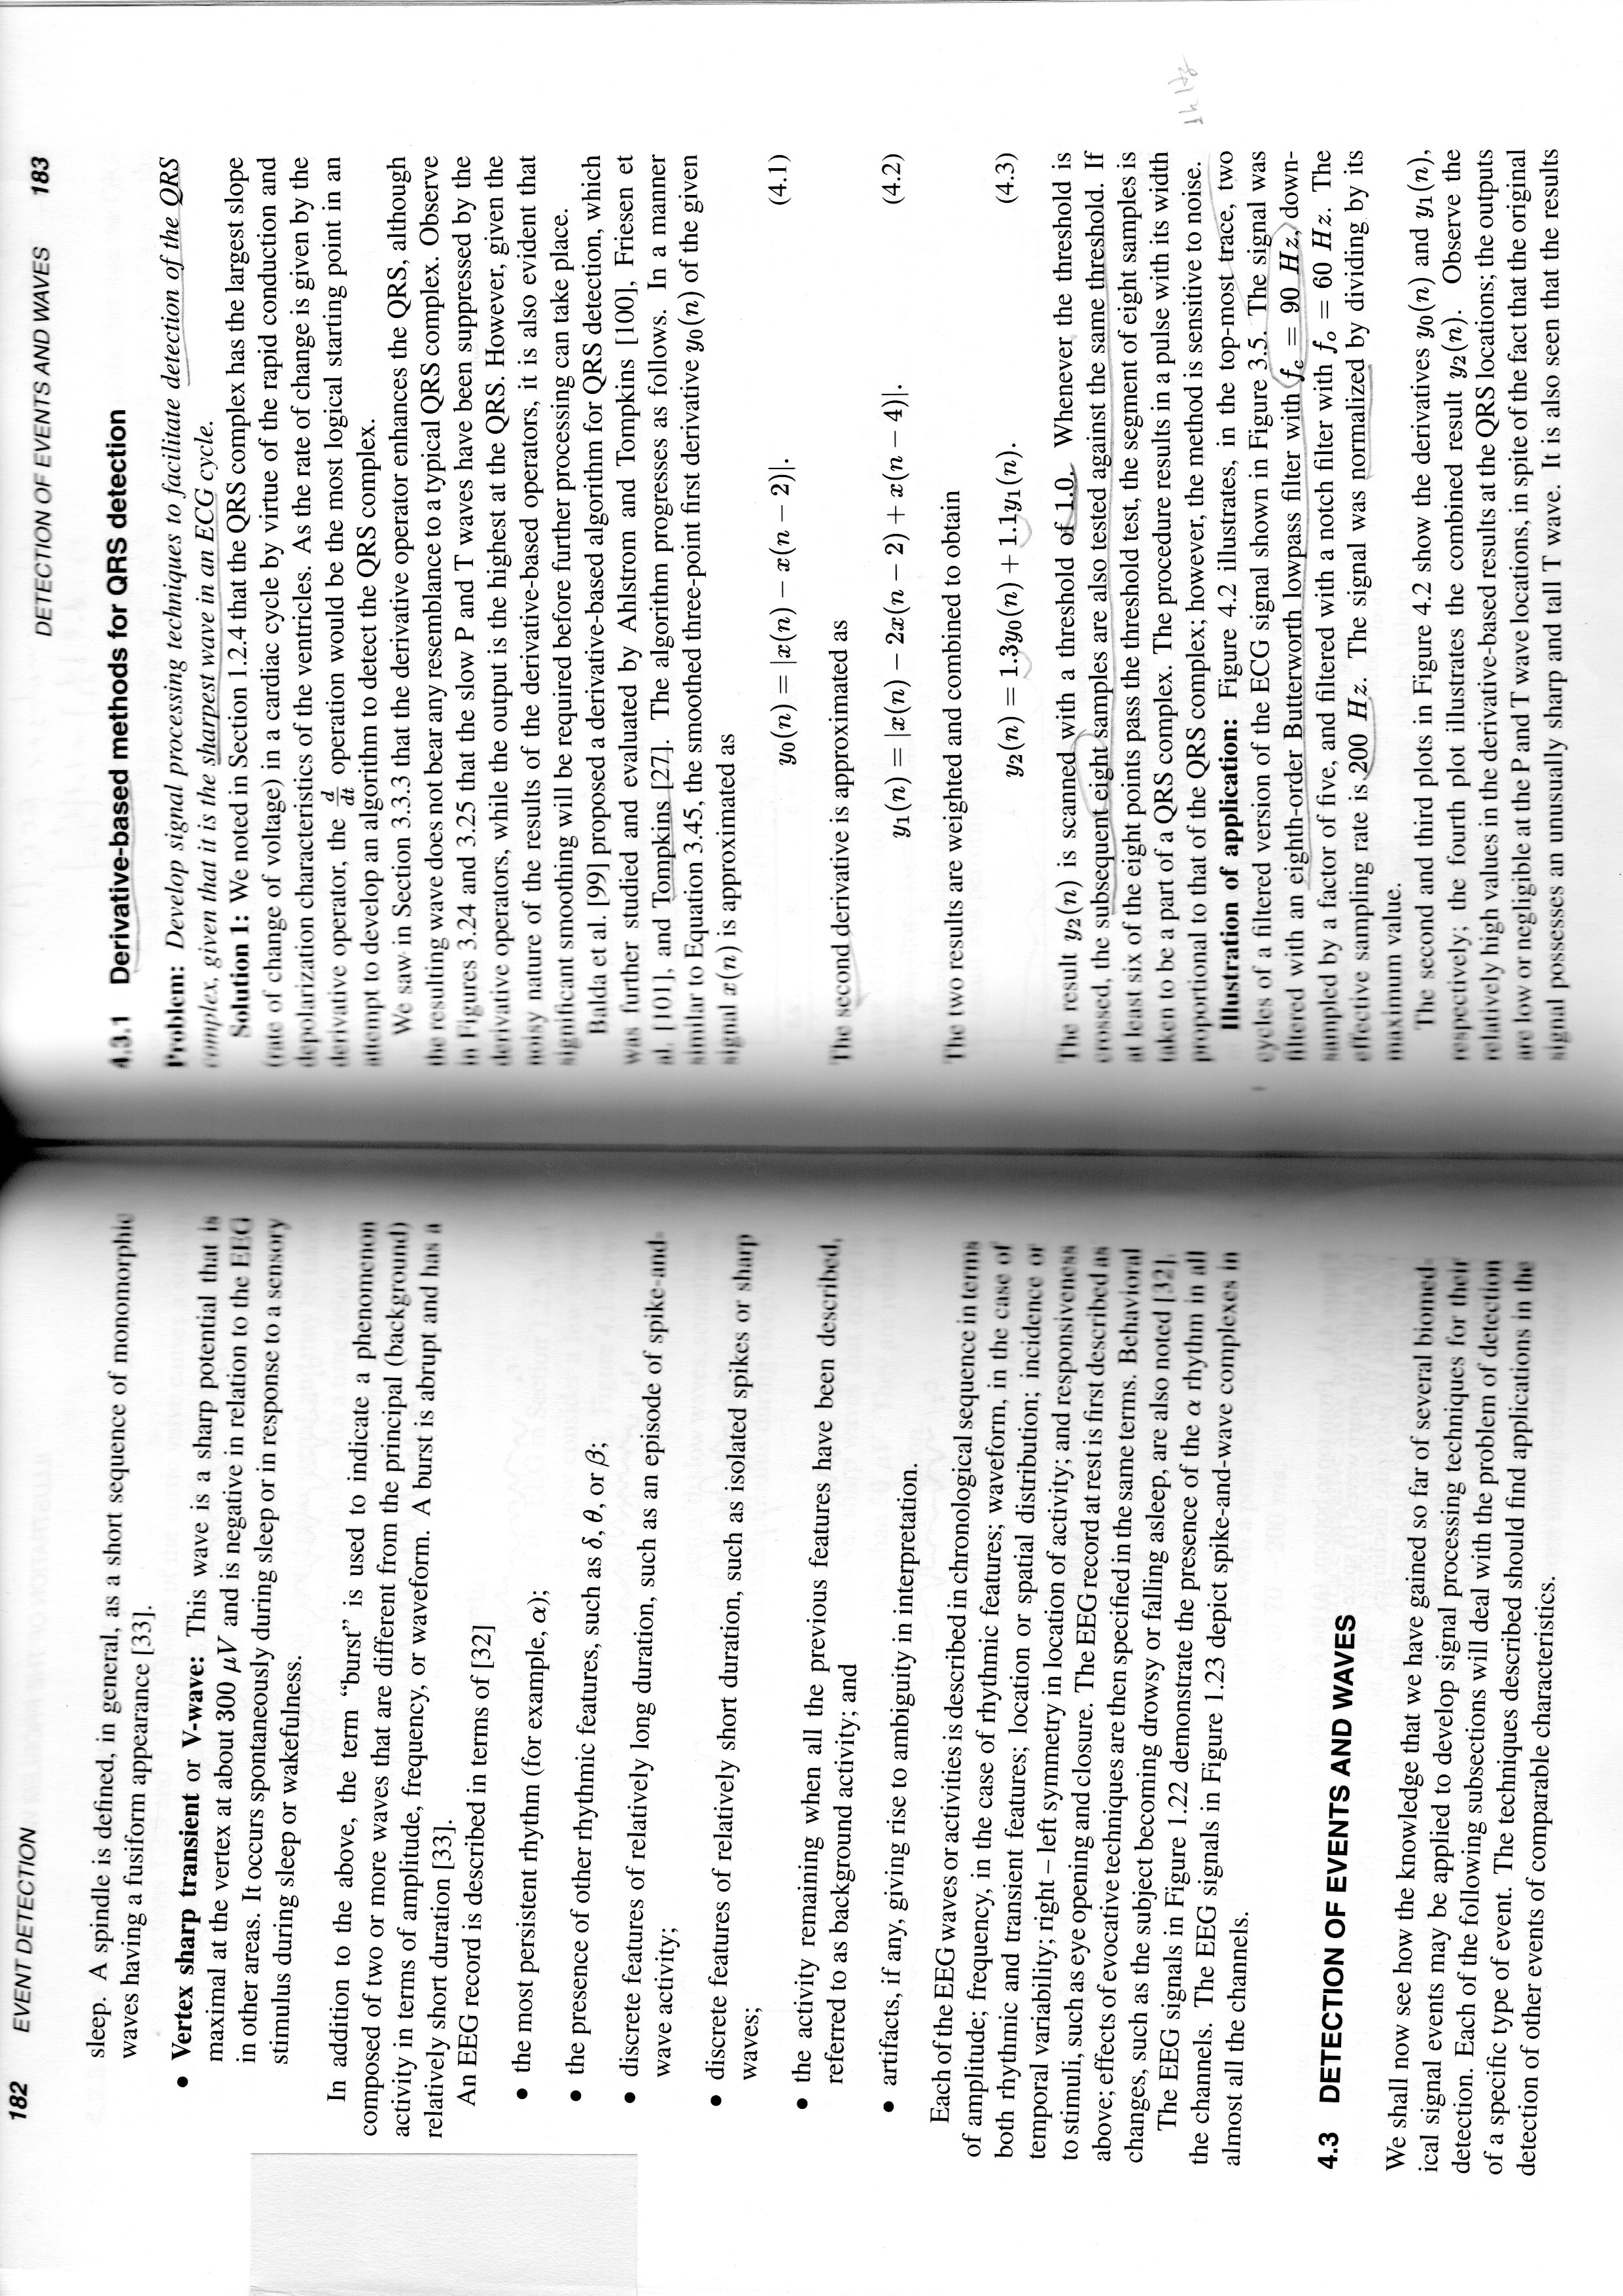 182 EVENT DETECTION
sleep. A spindle is defined, in general, as a short sequence of monomorphic
waves having a fusiform appearance [33].
• Vertex sharp transient or V-wave: This wave is a sharp potential that is
maximal at the vertex at about 300 μV and is negative in relation to the EEG
in other areas. It occurs spontaneously during sleep or in response to a sensory
stimulus during sleep or wakefulness.
In addition to the above, the term “burst” is used to indicate a phenomenon
composed of two or more waves that are different from the principal (background)
activity in terms of amplitude, frequency, or waveform. A burst is abrupt and has a
relatively short duration [33].
An EEG record is described in terms of [32]
• the most persistent rhythm (for example, α);
• the presence of other rhythmic features, such as δ, θ, or β;
• discrete features of relatively long duration, such as an episode of spike-and-
wave activity;
• discrete features of relatively short duration, such as isolated spikes or sharp
waves;
• the activity remaining when all the previous features have been described,
referred to as background activity; and
• artifacts, if any, giving rise to ambiguity in interpretation.
Each of the EEG waves or activities is described in chronological sequence in terms
of amplitude; frequency, in the case of rhythmic features; waveform, in the case of
both rhythmic and transient features; location or spatial distribution; incidence or
temporal variability; right – left symmetry in location of activity; and responsiveness
to stimuli, such as eye opening and closure. The EEG record at rest is first described as
above; effects of evocative techniques are then specified in the same terms. Behavioral
changes, such as the subject becoming drowsy or falling asleep, are also noted [32].
The EEG signals in Figure 1.22 demonstrate the presence of the α rhythm in all
the channels. The EEG signals in Figure 1.23 depict spike-and-wave complexes in
almost all the channels.
4.3 DETECTION OF EVENTS AND WAVES
We shall now see how the knowledge that we have gained so far of several biomed-
ical signal events may be applied to develop signal processing techniques for their
detection. Each of the following subsections will deal with the problem of detection
of a specific type of event. The techniques described should find applications in the
detection of other events of comparable characteristics.
DETECTION OF EVENTS AND WAVES 183
4.3.1 Derivative-based methods for QRS detection
Problem: Develop signal processing techniques to facilitate detection of the QRS
complex, given that it is the sharpest wave in an ECG cycle.
Solution 1: We noted in Section 1.2.4 that the QRS complex has the largest slope
(rate of change of voltage) in a cardiac cycle by virtue of the rapid conduction and
depolarization characteristics of the ventricles. As the rate of change is given by the
derivative operator, the d/dt operation would be the most logical starting point in an
attempt to develop an algorithm to detect the QRS complex.
We saw in Section 3.3.3 that the derivative operator enhances the QRS, although
the resulting wave does not bear any resemblance to a typical QRS complex. Observe
in Figures 3.24 and 3.25 that the slow P and T waves have been suppressed by the
derivative operators, while the output is the highest at the QRS. However, given the
noisy nature of the results of the derivative-based operators, it is also evident that
significant smoothing will be required before further processing can take place.
Balda et al. [99] proposed a derivative-based algorithm for QRS detection, which
was further studied and evaluated by Ahlstrom and Tompkins [100], Friesen et
al. [101], and Tompkins [27]. The algorithm progresses as follows. In a manner
similar to Equation 3.45, the smoothed three-point first derivative y₀(n) of the given
signal x(n) is approximated as
y₀(n) = |x(n) − x(n − 2)|. (4.1)
The second derivative is approximated as
y₁(n) = |x(n) − 2x(n − 2) + x(n − 4)|. (4.2)
The two results are weighted and combined to obtain
y₂(n) = 1.3y₀(n) + 1.1y₁(n). (4.3)
The result y₂(n) is scanned with a threshold of 1.0. Whenever the threshold is
crossed, the subsequent eight samples are also tested against the same threshold. If
at least six of the eight points pass the threshold test, the segment of eight samples is
taken to be a part of a QRS complex. The procedure results in a pulse with its width
proportional to that of the QRS complex; however, the method is sensitive to noise.
Illustration of application: Figure 4.2 illustrates, in the top-most trace, two
cycles of a filtered version of the ECG signal shown in Figure 3.5. The signal was
filtered with an eighth-order Butterworth lowpass filter with f_c = 90 Hz, down-
sampled by a factor of five, and filtered with a notch filter with f_o = 60 Hz. The
effective sampling rate is 200 Hz. The signal was normalized by dividing by its
maximum value.
The second and third plots in Figure 4.2 show the derivatives y₀(n) and y₁(n),
respectively; the fourth plot illustrates the combined result y₂(n). Observe the
relatively high values in the derivative-based results at the QRS locations; the outputs
are low or negligible at the P and T wave locations, in spite of the fact that the original
signal possesses an unusually sharp and tall T wave. It is also seen that the results